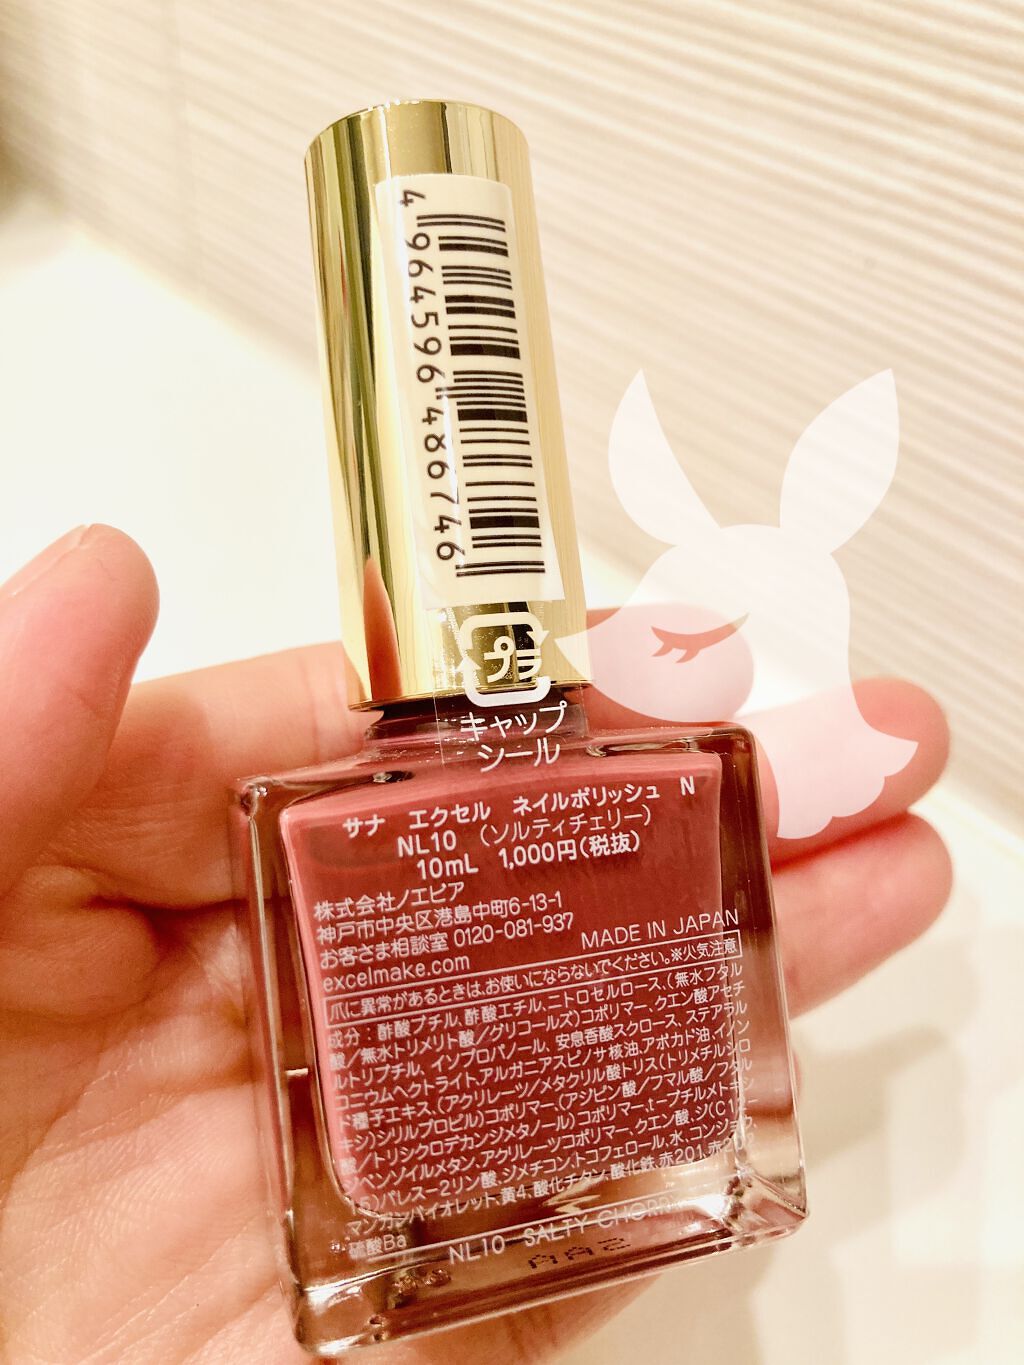 4 964596 486746
プラ
キャップ
シール
サナ エクセル ネイルポリッシュ N
NL10 (ソルティチェリー)
10mL 1,000円(税抜)
株式会社ノエビア
神戸市中央区港島中町6-13-1
お客さま相談室 0120-081-937
excelmake.com
MADE IN JAPAN
爪に異常があるときは、お使いにならないでください。※火気注意
成分:酢酸ブチル、酢酸エチル、ニトロセルロース、(無水フタル
酸/無水トリメリト酸/グリコールズ)コポリマー、クエン酸アセチ
ルトリブチル、イソプロパノール、安息香酸スクロース、ステアラル
コニウムヘクトライト、アルガニアスピノサ核油、アボカド油、イノン
ド種子エキス、(アクリレーツ/メタクリル酸トリス(トリメチルシロ
キシ)シリルプロピル)コポリマー、(アジピン酸/フマル酸/フタル
酸/トリシクロデカンジメタノール)コポリマー、t-ブチルメトキシ
ジベンゾイルメタン、アクリレーツコポリマー、クエン酸、ジ(C12-
15)パレス-2リン酸、ジメチコン、トコフェロール、水、コンジョウ、
マンガンバイオレット、黄4、酸化チタン、酸化鉄、赤201、赤202
硫酸Ba
NL10 SALTY CHERRY